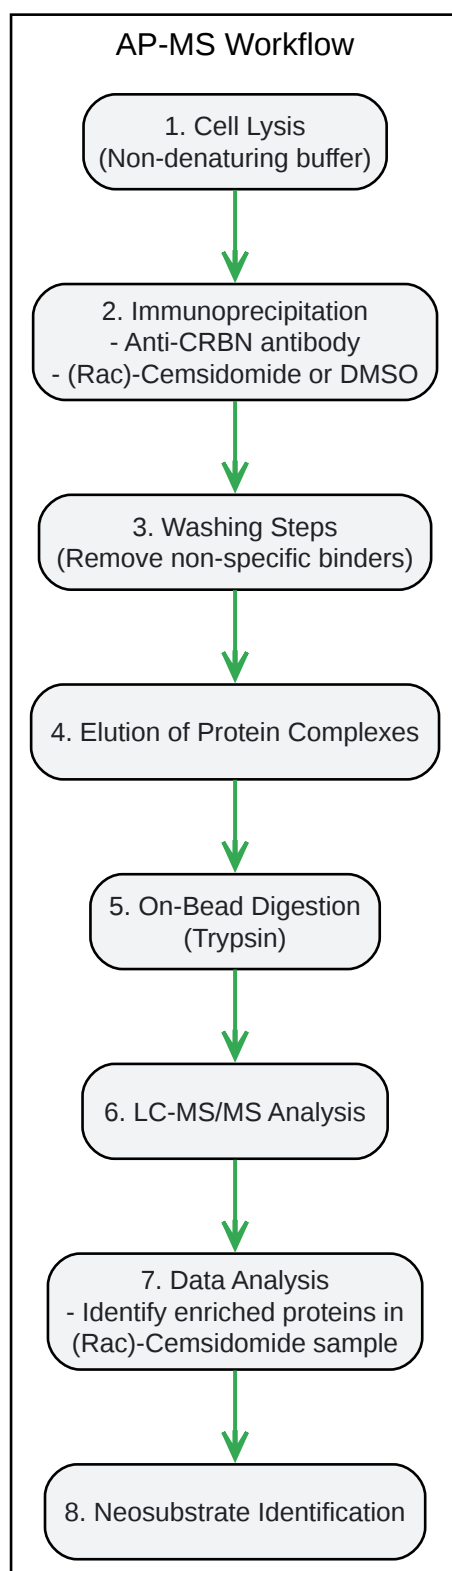 AP-MS Workflow
1. Cell Lysis
(Non-denaturing buffer)
2. Immunoprecipitation
- Anti-CRBN antibody
- (Rac)-Cemsidomide or DMSO
3. Washing Steps
(Remove non-specific binders)
4. Elution of Protein Complexes
5. On-Bead Digestion
(Trypsin)
6. LC-MS/MS Analysis
7. Data Analysis
- Identify enriched proteins in
(Rac)-Cemsidomide sample
8. Neosubstrate Identification